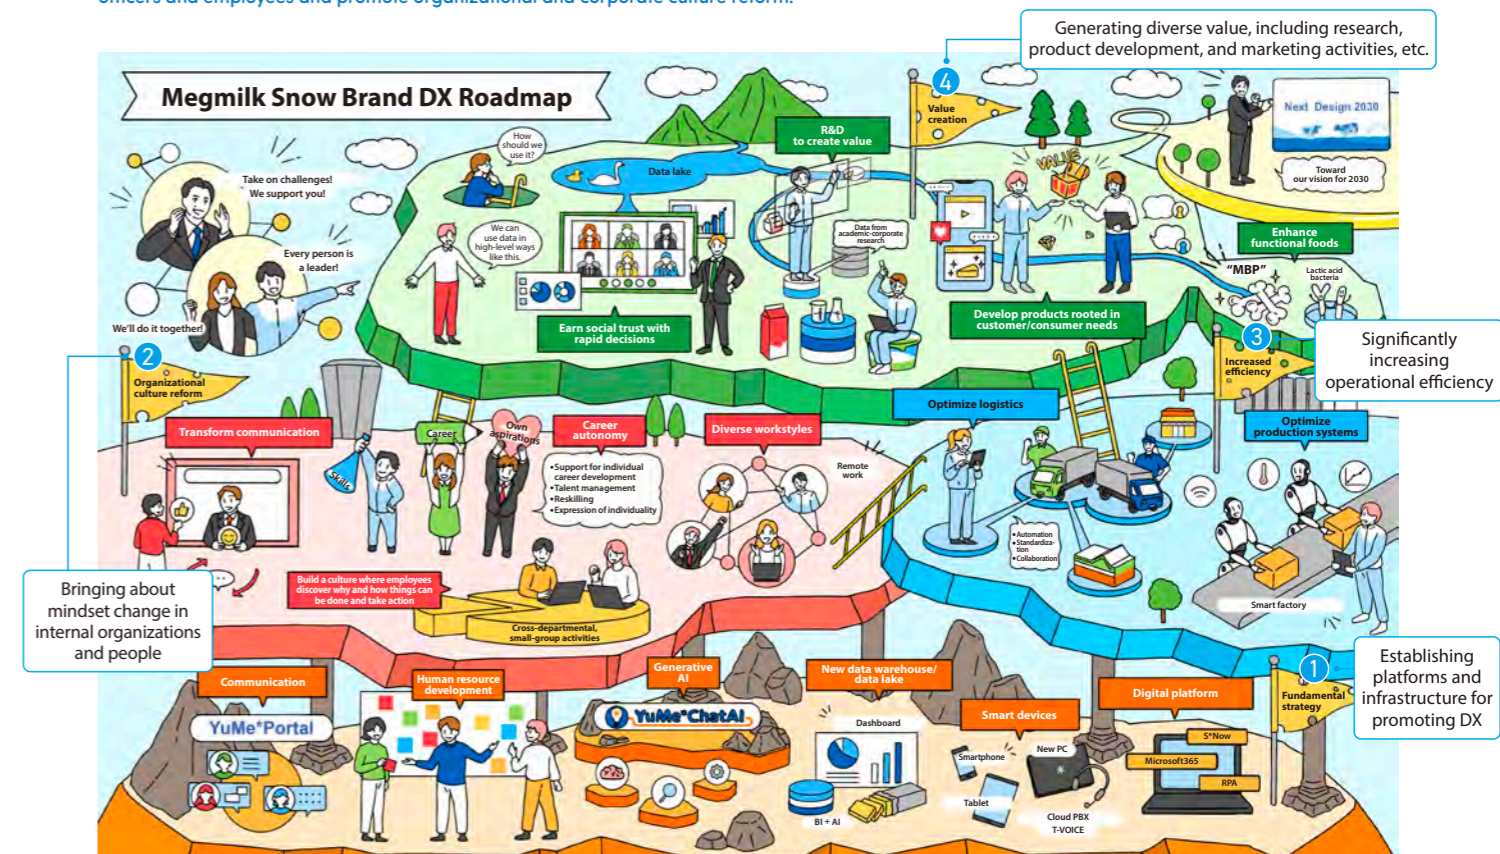 officers and employees and promote organizational and corporate culture reform.
Generating diverse value, including research,
product development, and marketing activities, etc.
Megmilk Snow Brand DX Roadmap
4
Value
creation
Next Design 2030
Toward
our vision for 2030
How
should we
use it?
Data lake
R&D
to create value
Take on challenges!
We support you!
Every person is
a leader!
We'll do it together!
We can
use data in
high-level ways
like this.
Data from
academic-corporate
research
VALUE
Enhance
functional foods
"MBP"
Lactic acid
bacteria
Earn social trust with
rapid decisions
Develop products rooted in
customer/consumer needs
3
Increased
efficiency
Significantly
increasing
operational efficiency
2
Organizational
culture reform
Transform communication
Skills
Career
Own
aspirations
Career
autonomy
•Support for individual
career development
•Talent management
•Reskilling
•Expression of individuality
Diverse workstyles
Remote
work
Optimize logistics
Optimize
production systems
•Automation
•Standardiza-
tion
•Collaboration
Smart factory
Bringing about
mindset change in
internal organizations
and people
Build a culture where employees
discover why and how things can
be done and take action
Cross-departmental,
small-group activities
1
Fundamental
strategy
Establishing
platforms and
infrastructure for
promoting DX
Communication
YuMe*Portal
Human resource
development
Generative
AI
YuMe*ChatAI
New data warehouse/
data lake
Dashboard
BI + AI
Smart devices
Smartphone
New PC
Tablet
Cloud PBX
T-VOICE
Digital platform
S*Now
Microsoft365
RPA